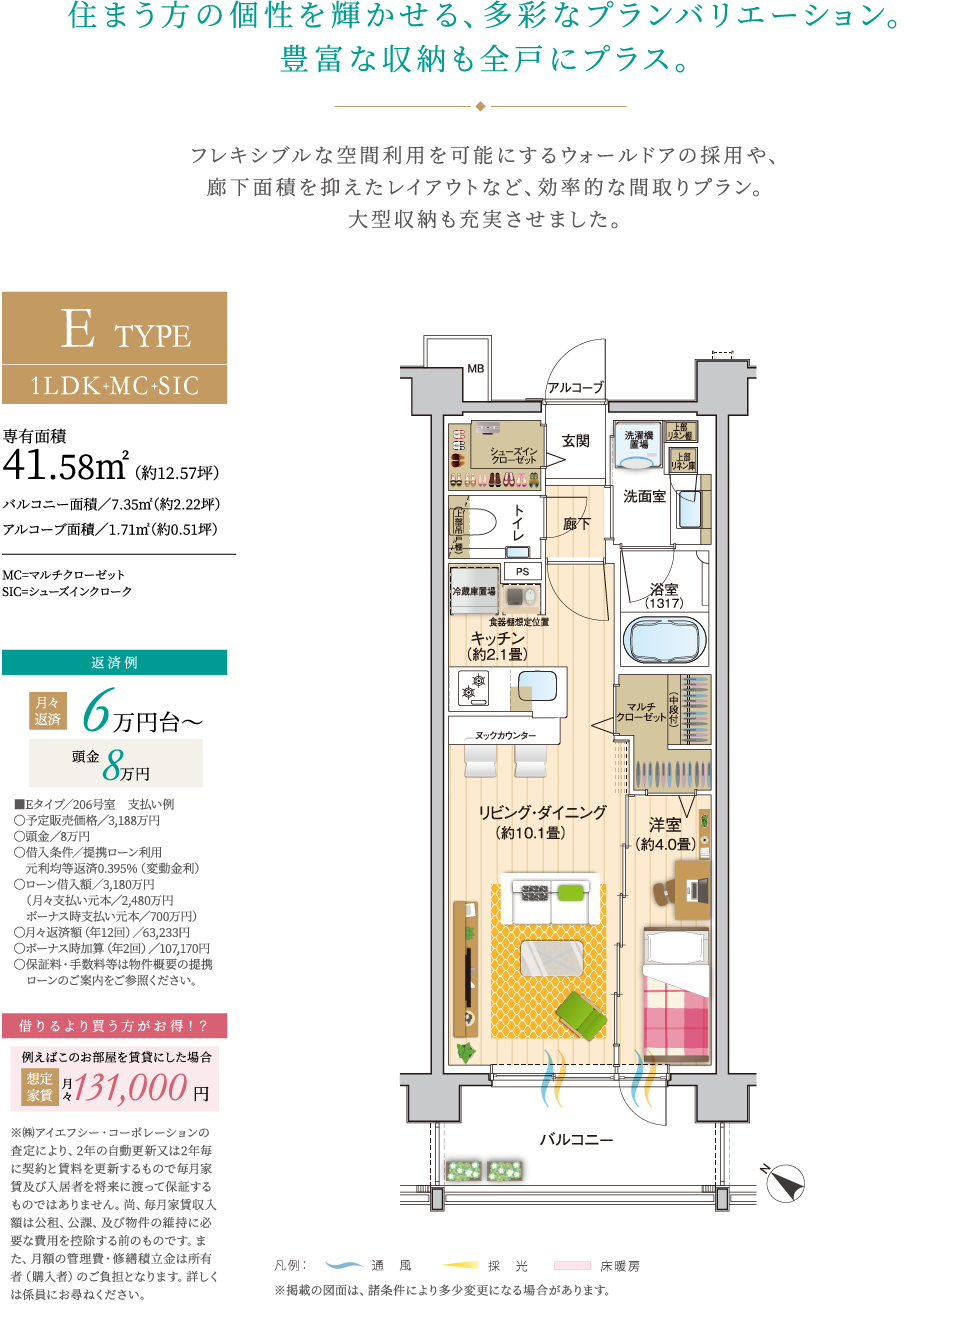 住まう方の個性を輝かせる、多彩なプランバリエーション。
豊富な収納も全戸にプラス。
フレキシブルな空間利用を可能にするウォールドアの採用や、
廊下面積を抑えたレイアウトなど、効率的な間取りプラン。
大型収納も充実させました。
E TYPE
1LDK+MC+SIC
専有面積
41.58㎡（約12.57坪）
バルコニー面積／7.35㎡（約2.22坪）
アルコーブ面積／1.71㎡（約0.51坪）
MC=マルチクローゼット
SIC=シューズインクローク
返済例
月々返済 6万円台～
頭金 8万円
■Eタイプ／206号室　支払い例
○予定販売価格／3,188万円
○頭金／8万円
○借入条件／提携ローン利用
元利均等返済0.395%（変動金利）
○ローン借入額／3,180万円
（月々支払い元本／2,480万円
ボーナス時支払い元本／700万円）
○月々返済額（年12回）／63,233円
○ボーナス時加算（年2回）／107,170円
○保証料・手数料等は物件概要の提携
ローンのご案内をご参照ください。
借りるより買う方がお得！？
例えばこのお部屋を賃貸にした場合
想定家賃 月々131,000円
※㈱アイエフシー・コーポレーションの
査定により、2年の自動更新又は2年毎
に契約と賃料を更新するもので毎月家
賃及び入居者を将来に渡って保証する
ものではありません。尚、毎月家賃収入
額は公租、公課、及び物件の維持に必
要な費用を控除する前のものです。ま
た、月額の管理費・修繕積立金は所有
者（購入者）のご負担となります。詳しく
は係員にお尋ねください。
MB
アルコーブ
玄関
シューズイン
クローゼット
洗濯機
置場
上部
リネン棚
上部
リネン庫
洗面室
トイレ
（上部吊戸棚）
廊下
PS
冷蔵庫置場
食器棚想定位置
浴室
（1317）
キッチン
（約2.1畳）
マルチ
クローゼット
（中段付）
ヌックカウンター
リビング・ダイニング
（約10.1畳）
洋室
（約4.0畳）
バルコニー
N
凡例：　通　風　採　光　床暖房
※掲載の図面は、諸条件により多少変更になる場合があります。